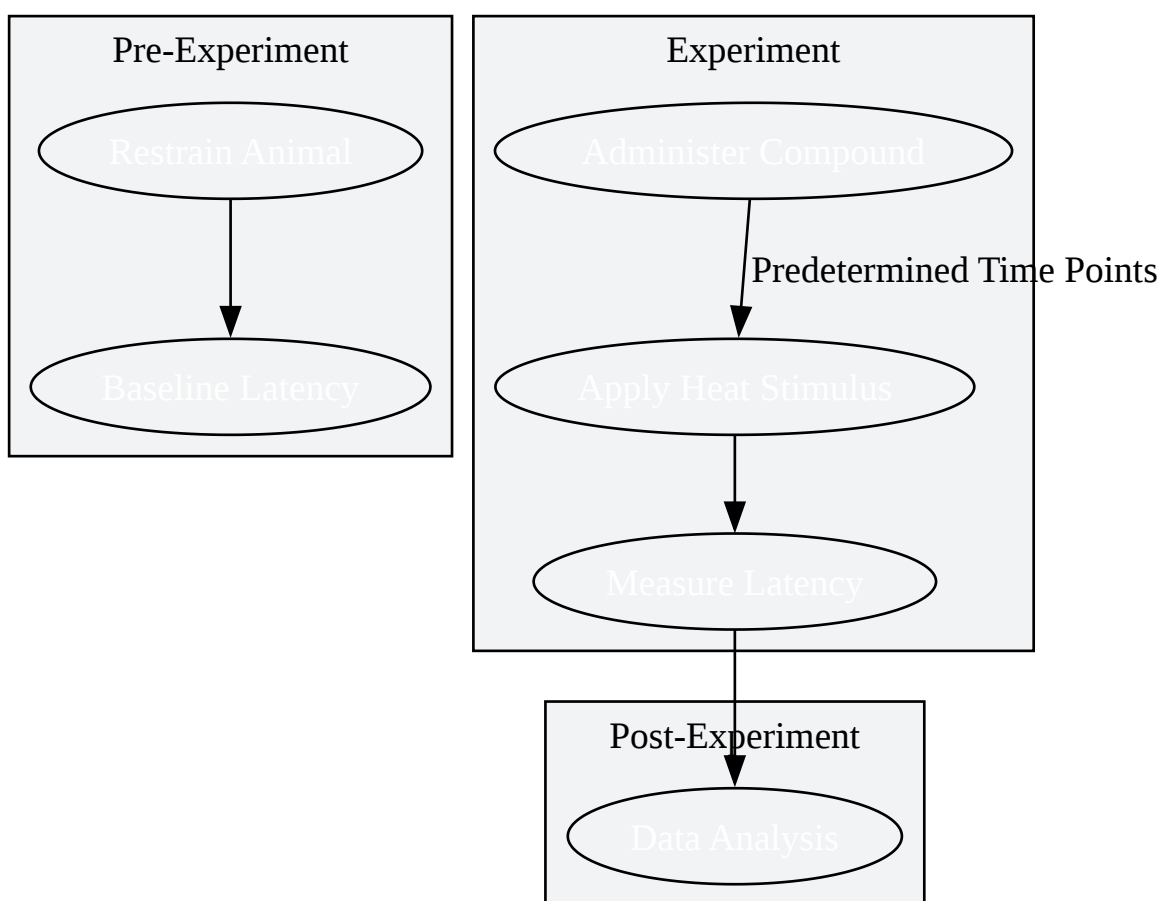 Pre-Experiment
Restrain Animal
Baseline Latency
Experiment
Administer Compound
Predetermined Time Points
Apply Heat Stimulus
Measure Latency
Post-Experiment
Data Analysis